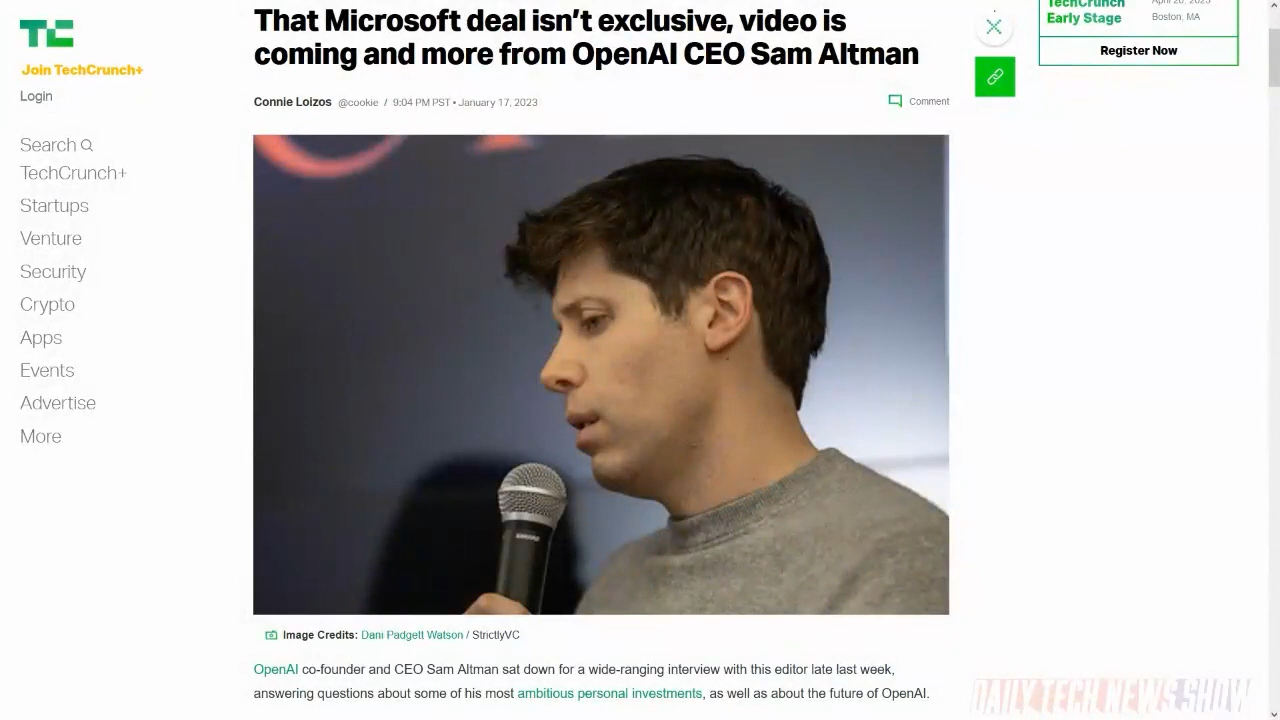 TC
Join TechCrunch+
Login
Search
TechCrunch+
Startups
Venture
Security
Crypto
Apps
Events
Advertise
More
That Microsoft deal isn't exclusive, video is
coming and more from OpenAI CEO Sam Altman
Connie Loizos @cookie / 9:04 PM PST • January 17, 2023
Comment
SHURE
Image Credits: Dani Padgett Watson / StrictlyVC
OpenAI co-founder and CEO Sam Altman sat down for a wide-ranging interview with this editor late last week,
answering questions about some of his most ambitious personal investments, as well as about the future of OpenAI.
TechCrunch
Early Stage
April 20, 2023
Boston, MA
Register Now
DAILY TECH NEWS SHOW